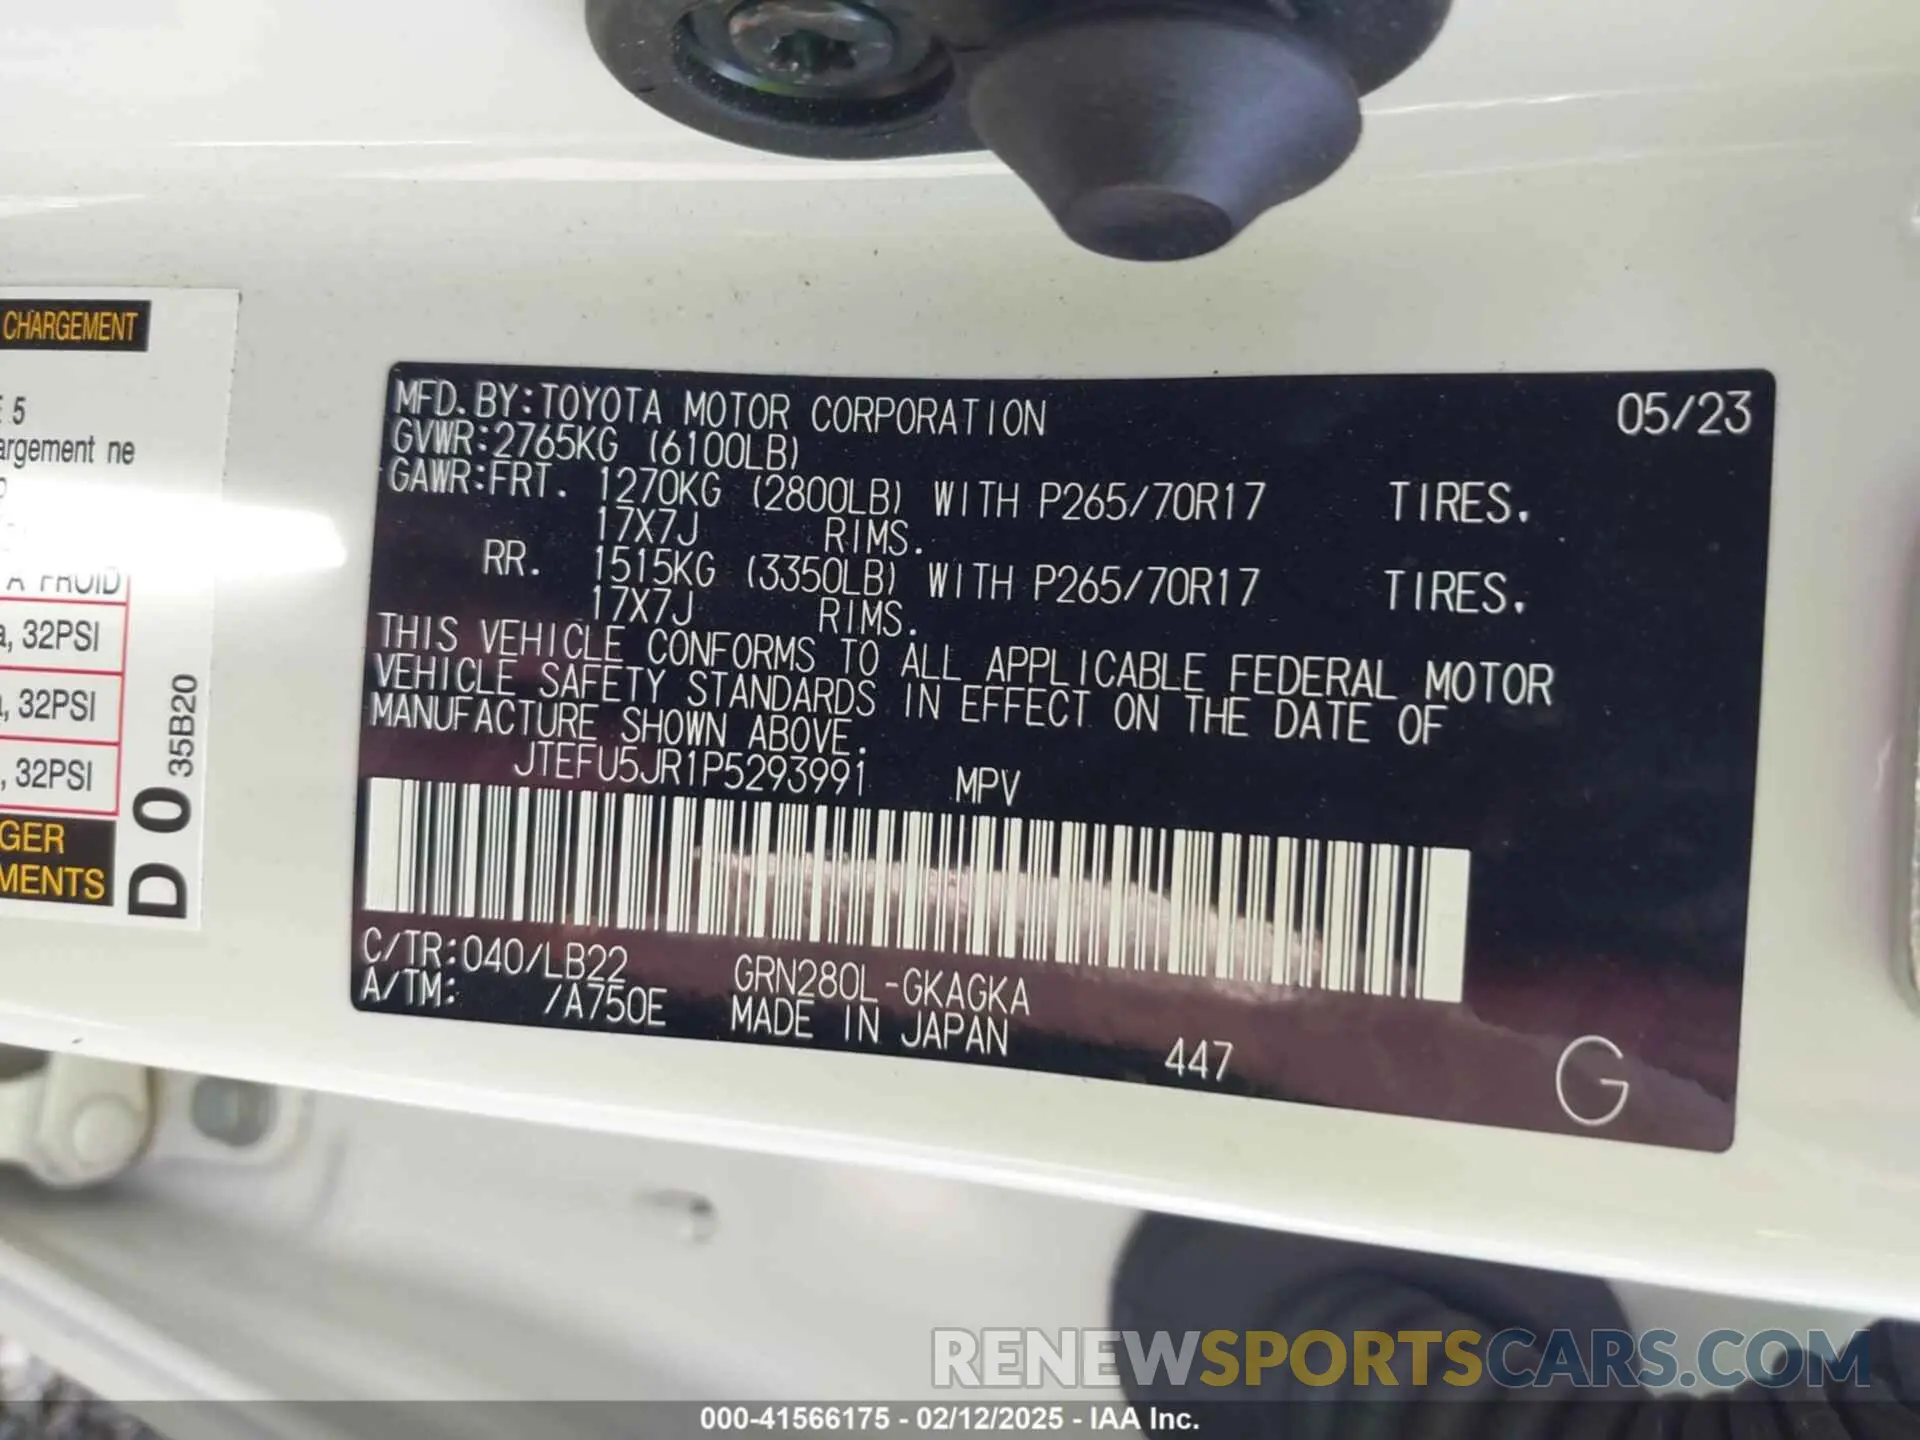 CHARGEMENT
5
argement ne
A FROID
, 32PSI
, 32PSI
, 32PSI
GER
MENTS
D 0 35B20
MFD. BY: TOYOTA MOTOR CORPORATION 05/23
GVWR: 2765KG (6100LB)
GAWR: FRT. 1270KG (2800LB) WITH P265/70R17 TIRES.
17X7J RIMS.
RR. 1515KG (3350LB) WITH P265/70R17 TIRES.
17X7J RIMS.
THIS VEHICLE CONFORMS TO ALL APPLICABLE FEDERAL MOTOR
VEHICLE SAFETY STANDARDS IN EFFECT ON THE DATE OF
MANUFACTURE SHOWN ABOVE.
JTEFU5JR1P5293991 MPV
C/TR: 040/LB22 GRN280L-GKAGKA
A/TM: /A750E MADE IN JAPAN 447 G
RENEWSPORTSCARS.COM
000-41566175 - 02/12/2025 - IAA Inc.